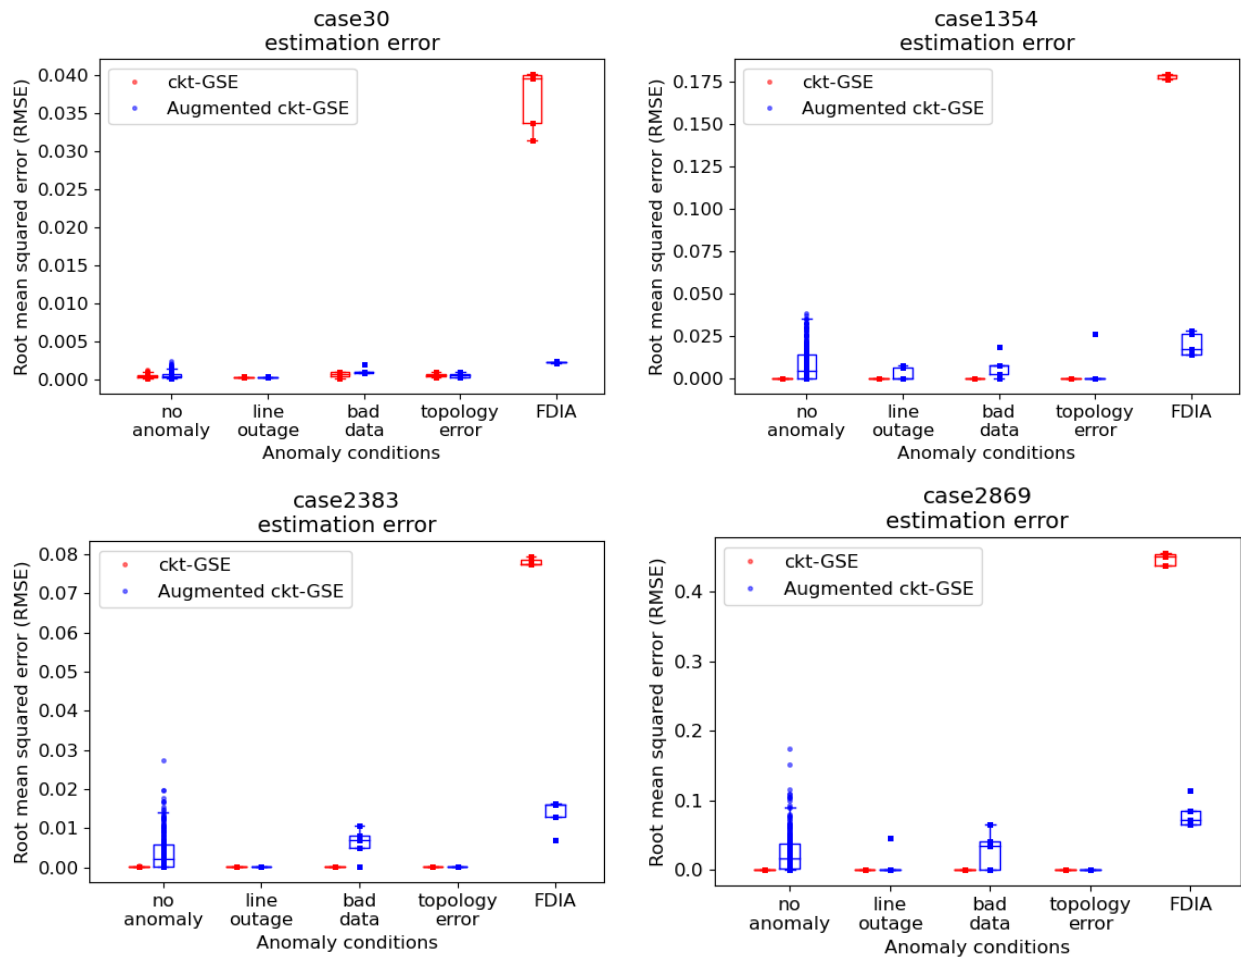 case30
estimation error
Root mean squared error (RMSE)
0.040
0.035
0.030
0.025
0.020
0.015
0.010
0.005
0.000
ckt-GSE
Augmented ckt-GSE
no anomaly
line outage
bad data
topology error
FDIA
Anomaly conditions
case1354
estimation error
Root mean squared error (RMSE)
0.175
0.150
0.125
0.100
0.075
0.050
0.025
0.000
ckt-GSE
Augmented ckt-GSE
no anomaly
line outage
bad data
topology error
FDIA
Anomaly conditions
case2383
estimation error
Root mean squared error (RMSE)
0.08
0.07
0.06
0.05
0.04
0.03
0.02
0.01
0.00
ckt-GSE
Augmented ckt-GSE
no anomaly
line outage
bad data
topology error
FDIA
Anomaly conditions
case2869
estimation error
Root mean squared error (RMSE)
0.4
0.3
0.2
0.1
0.0
ckt-GSE
Augmented ckt-GSE
no anomaly
line outage
bad data
topology error
FDIA
Anomaly conditions